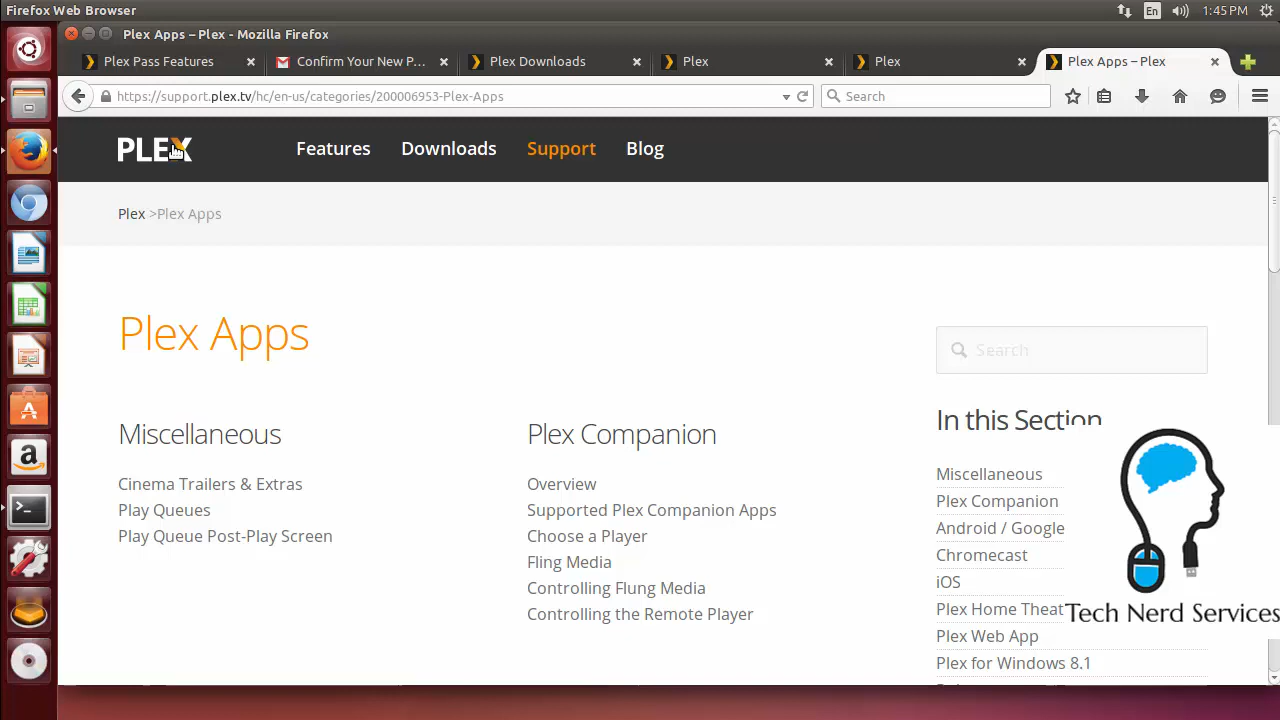 Firefox Web Browser
En
1:45 PM
Plex Apps – Plex - Mozilla Firefox
Plex Pass Features
Confirm Your New P...
Plex Downloads
Plex
Plex
Plex Apps – Plex
https://support.plex.tv/hc/en-us/categories/200006953-Plex-Apps
Search
PLEX
Features
Downloads
Support
Blog
Plex >Plex Apps
Plex Apps
Search
Miscellaneous
Cinema Trailers & Extras
Play Queues
Play Queue Post-Play Screen
Plex Companion
Overview
Supported Plex Companion Apps
Choose a Player
Fling Media
Controlling Flung Media
Controlling the Remote Player
In this Section
Miscellaneous
Plex Companion
Android / Google
Chromecast
iOS
Plex Home Theat
Plex Web App
Plex for Windows 8.1
Tech Nerd Services